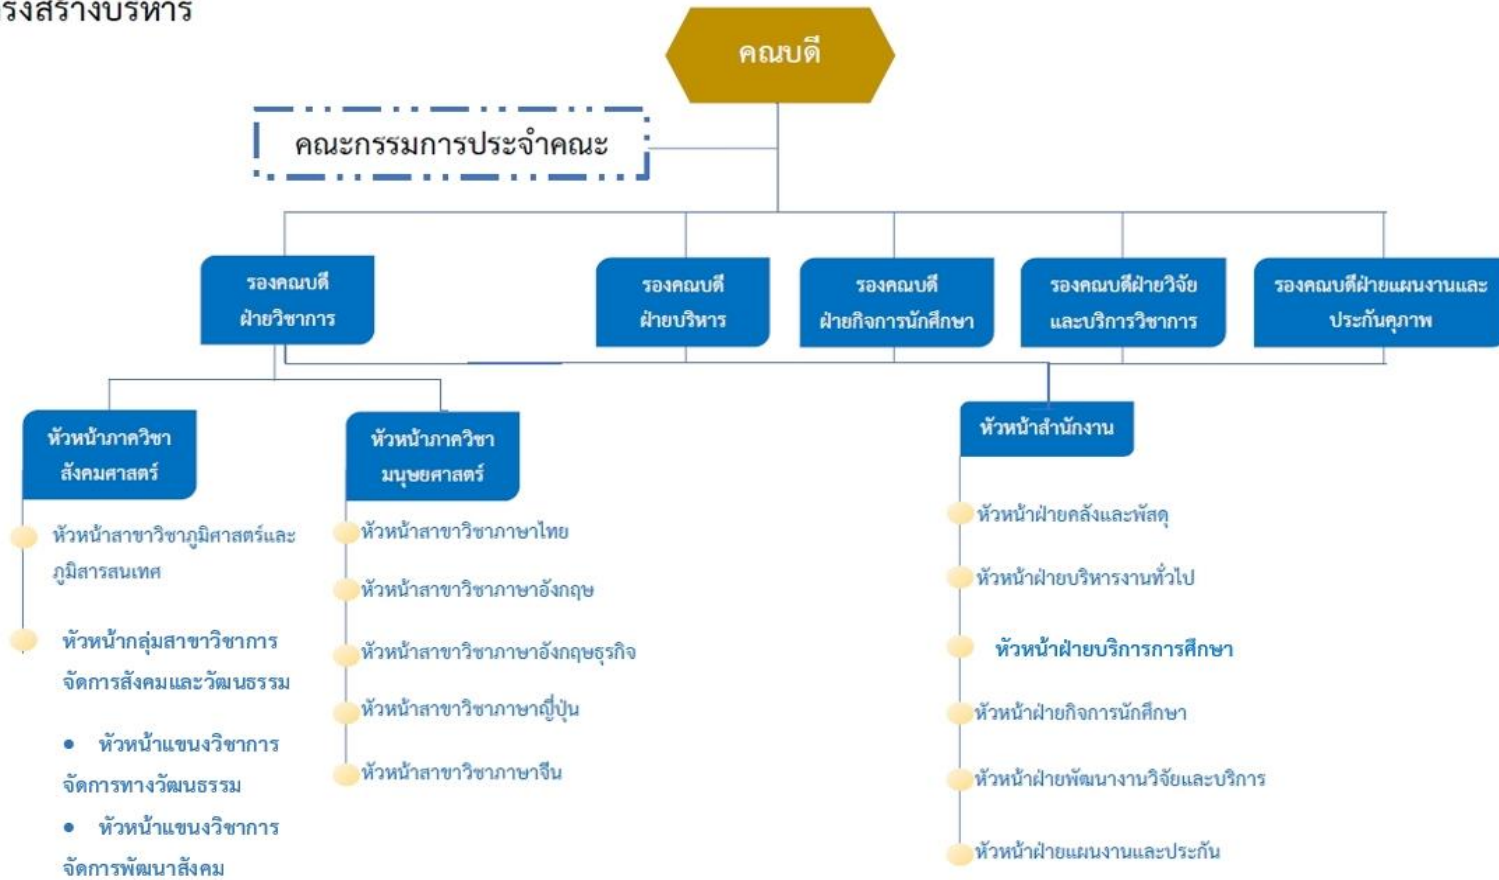 โครงสร้างบริหาร
คณบดี
คณะกรรมการประจำคณะ
รองคณบดี
ฝ่ายวิชาการ
รองคณบดี
ฝ่ายบริหาร
รองคณบดี
ฝ่ายกิจการนักศึกษา
รองคณบดีฝ่ายวิจัย
และบริการวิชาการ
รองคณบดีฝ่ายแผนงานและ
ประกันคุภาพ
หัวหน้าภาควิชา
สังคมศาสตร์
หัวหน้าสาขาวิชาภูมิศาสตร์และ
ภูมิสารสนเทศ
หัวหน้ากลุ่มสาขาวิชาการ
จัดการสังคมและวัฒนธรรม
• หัวหน้าแขนงวิชาการ
จัดการทางวัฒนธรรม
• หัวหน้าแขนงวิชาการ
จัดการพัฒนาสังคม
หัวหน้าภาควิชา
มนุษยศาสตร์
หัวหน้าสาขาวิชาภาษาไทย
หัวหน้าสาขาวิชาภาษาอังกฤษ
หัวหน้าสาขาวิชาภาษาอังกฤษธุรกิจ
หัวหน้าสาขาวิชาภาษาญี่ปุ่น
หัวหน้าสาขาวิชาภาษาจีน
หัวหน้าสำนักงาน
หัวหน้าฝ่ายคลังและพัสดุ
หัวหน้าฝ่ายบริหารงานทั่วไป
หัวหน้าฝ่ายบริการการศึกษา
หัวหน้าฝ่ายกิจการนักศึกษา
หัวหน้าฝ่ายพัฒนางานวิจัยและบริการ
หัวหน้าฝ่ายแผนงานและประกัน